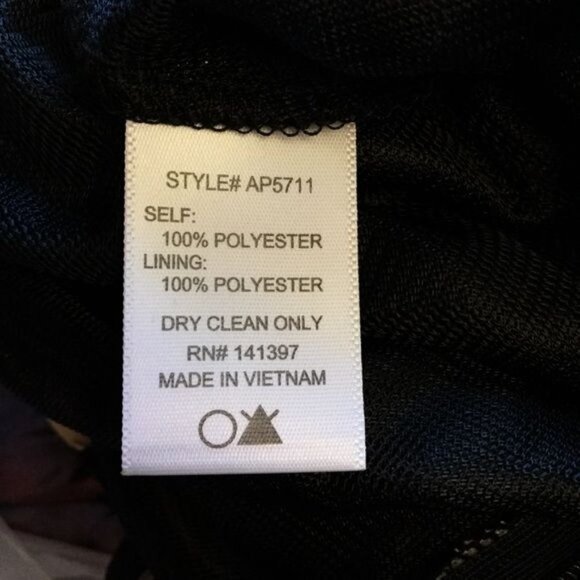 STYLE# AP5711
SELF:
100% POLYESTER
LINING:
100% POLYESTER
DRY CLEAN ONLY
RN# 141397
MADE IN VIETNAM